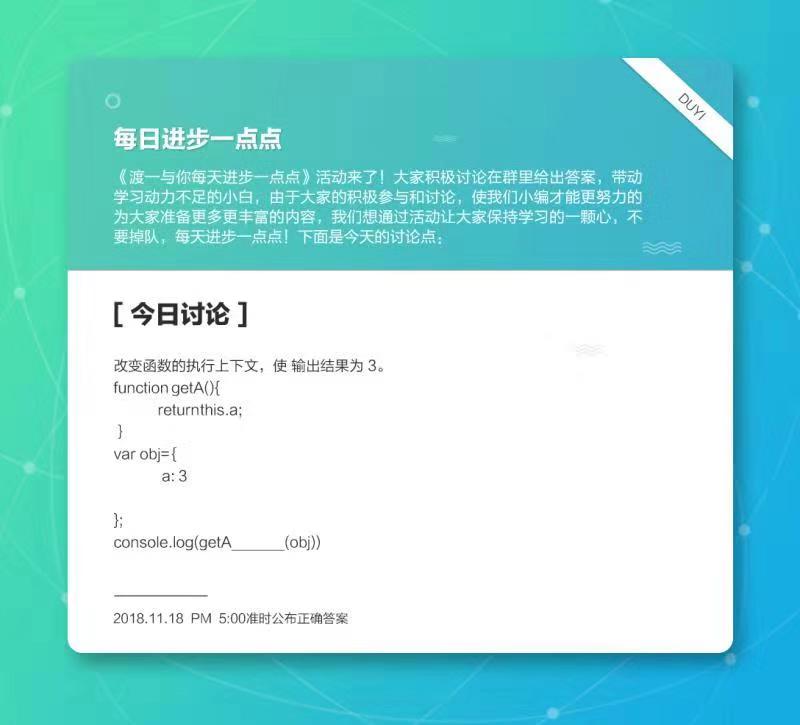 DUYI
每日进步一点点
《渡一与你每天进步一点点》活动来了！大家积极讨论在群里给出答案，带动
学习动力不足的小白，由于大家的积极参与和讨论，使我们小编才能更努力的
为大家准备更多更丰富的内容，我们想通过活动让大家保持学习的一颗心，不
要掉队，每天进步一点点！下面是今天的讨论点：
[ 今日讨论 ]
改变函数的执行上下文，使 输出结果为 3。
function getA(){
returnthis.a;
}
var obj={
a: 3
};
console.log(getA______(obj))
2018.11.18 PM 5:00准时公布正确答案